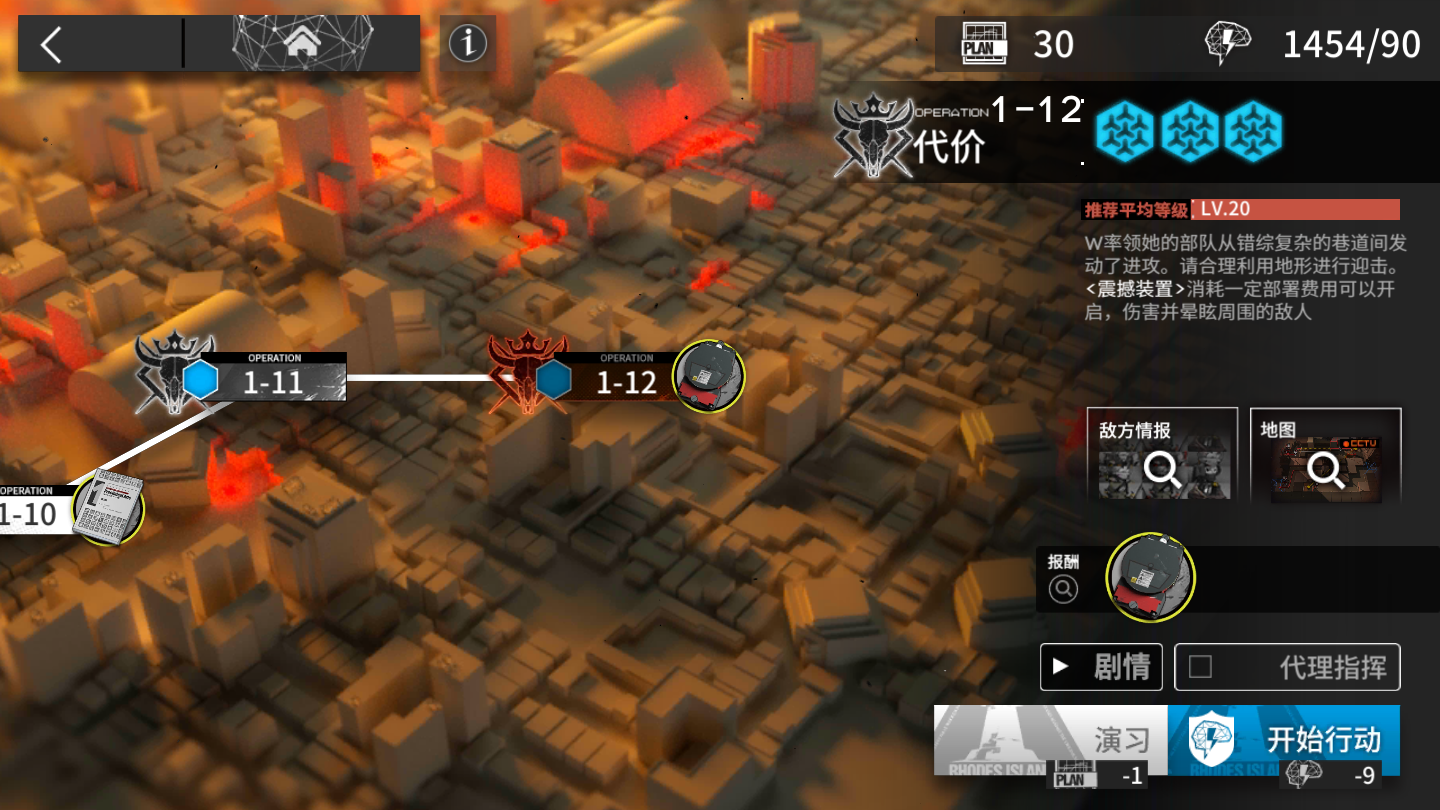 PLAN
30
1454/90
OPERATION 1-12
代价
推荐平均等级 LV.20
W率领她的部队从错综复杂的巷道间发
动了进攻。请合理利用地形进行迎击。
<震撼装置>消耗一定部署费用可以开
启，伤害并晕眩周围的敌人
OPERATION
1-11
OPERATION
1-12
OPERATION
1-10
敌方情报
地图
CCTV
报酬
剧情
代理指挥
演习
开始行动
PLAN
-1
-9